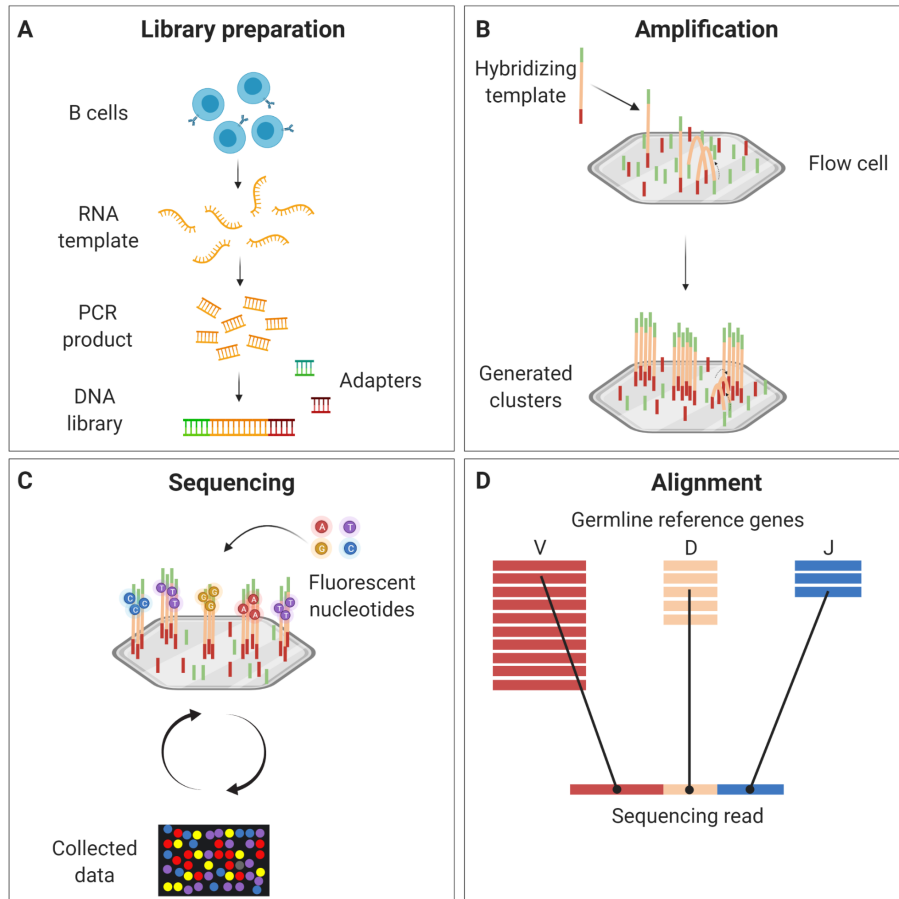 A
Library preparation
B cells
RNA
template
PCR
product
Adapters
DNA
library
B
Amplification
Hybridizing
template
Flow cell
Generated
clusters
C
Sequencing
A T
G C
Fluorescent
nucleotides
C
C
C
T
T
T
G
G
G
A
A
A
T
T
T
Collected
data
D
Alignment
Germline reference genes
V D J
Sequencing read